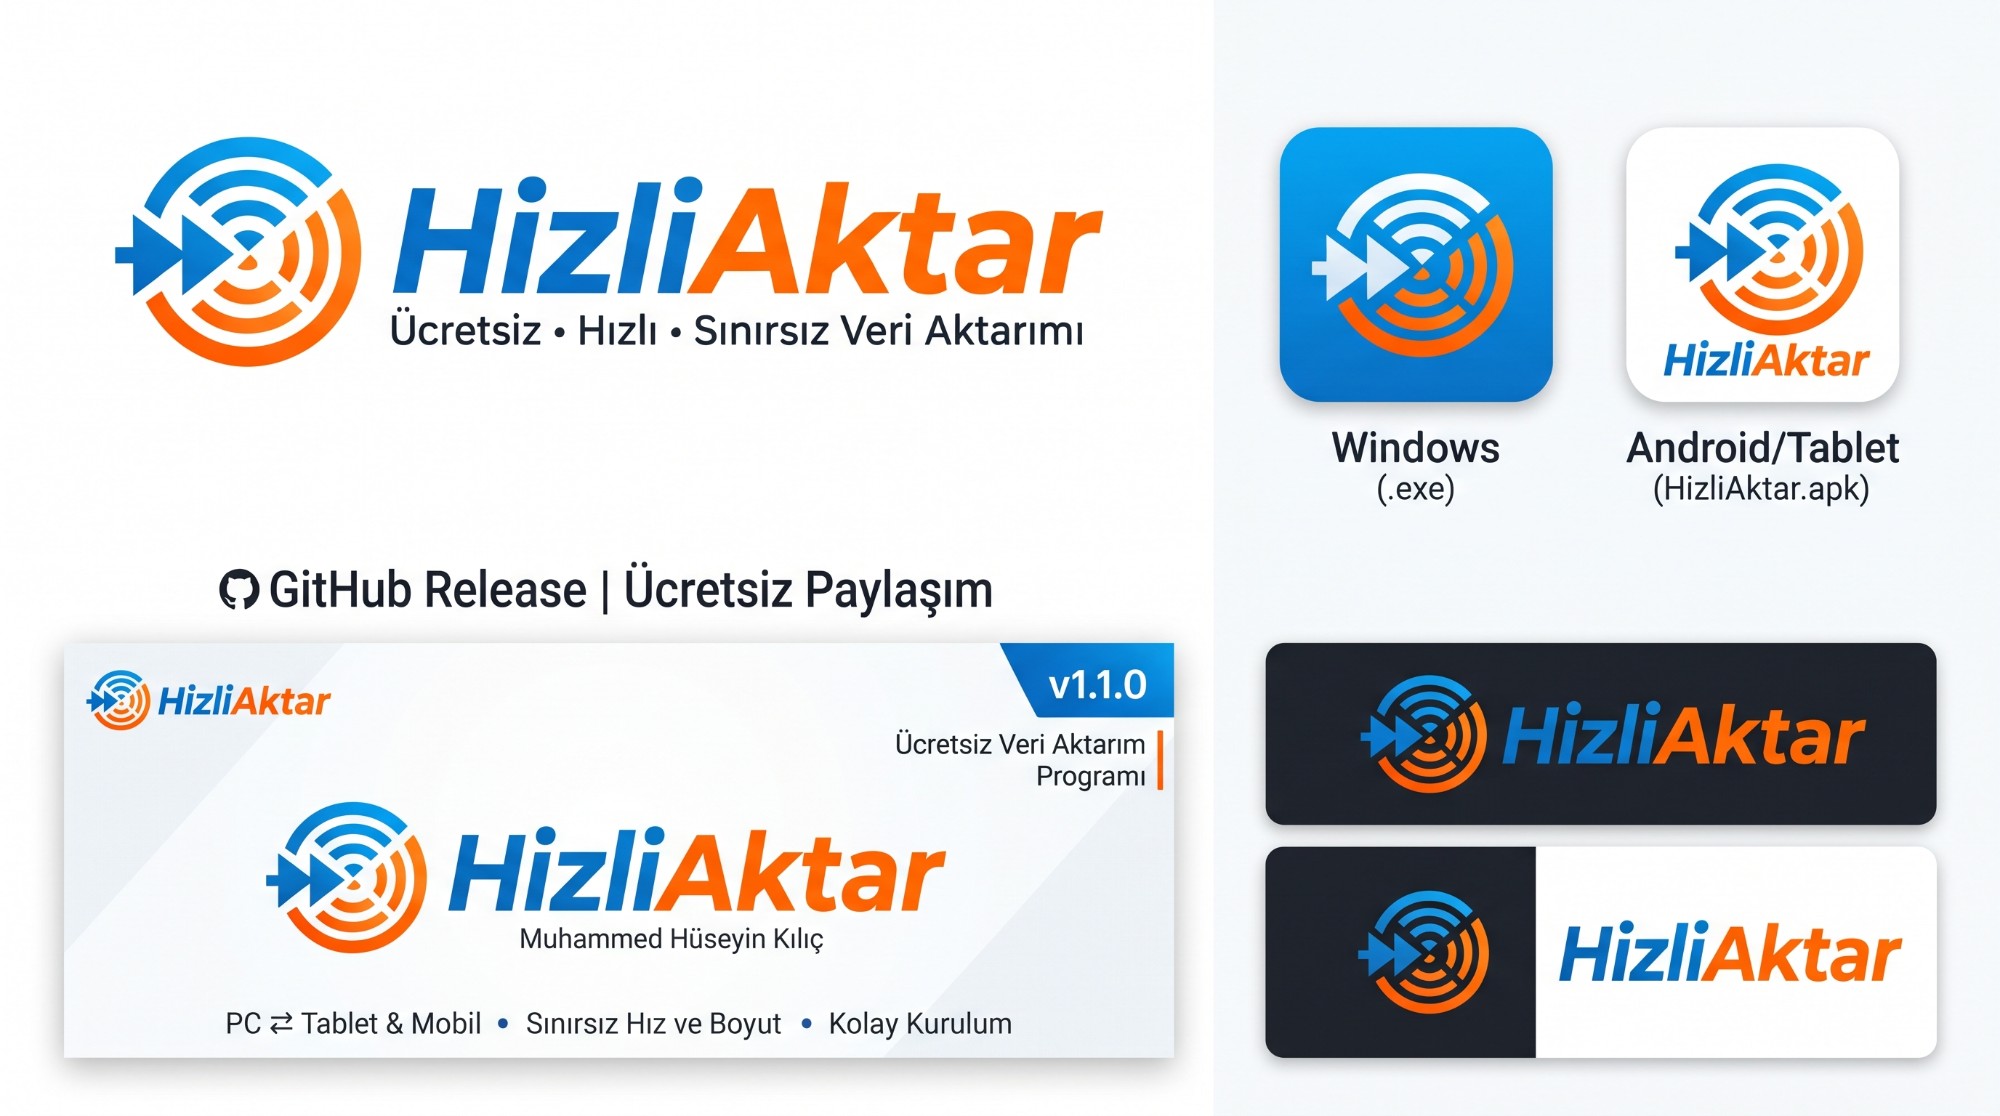 HizliAktar
Ücretsiz • Hızlı • Sınırsız Veri Aktarımı
Windows
(.exe)
HizliAktar
Android/Tablet
(HizliAktar.apk)
GitHub Release | Ücretsiz Paylaşım
HizliAktar
v1.1.0
Ücretsiz Veri Aktarım
Programı
HizliAktar
Muhammed Hüseyin Kılıç
PC ⇄ Tablet & Mobil • Sınırsız Hız ve Boyut • Kolay Kurulum
HizliAktar
HizliAktar